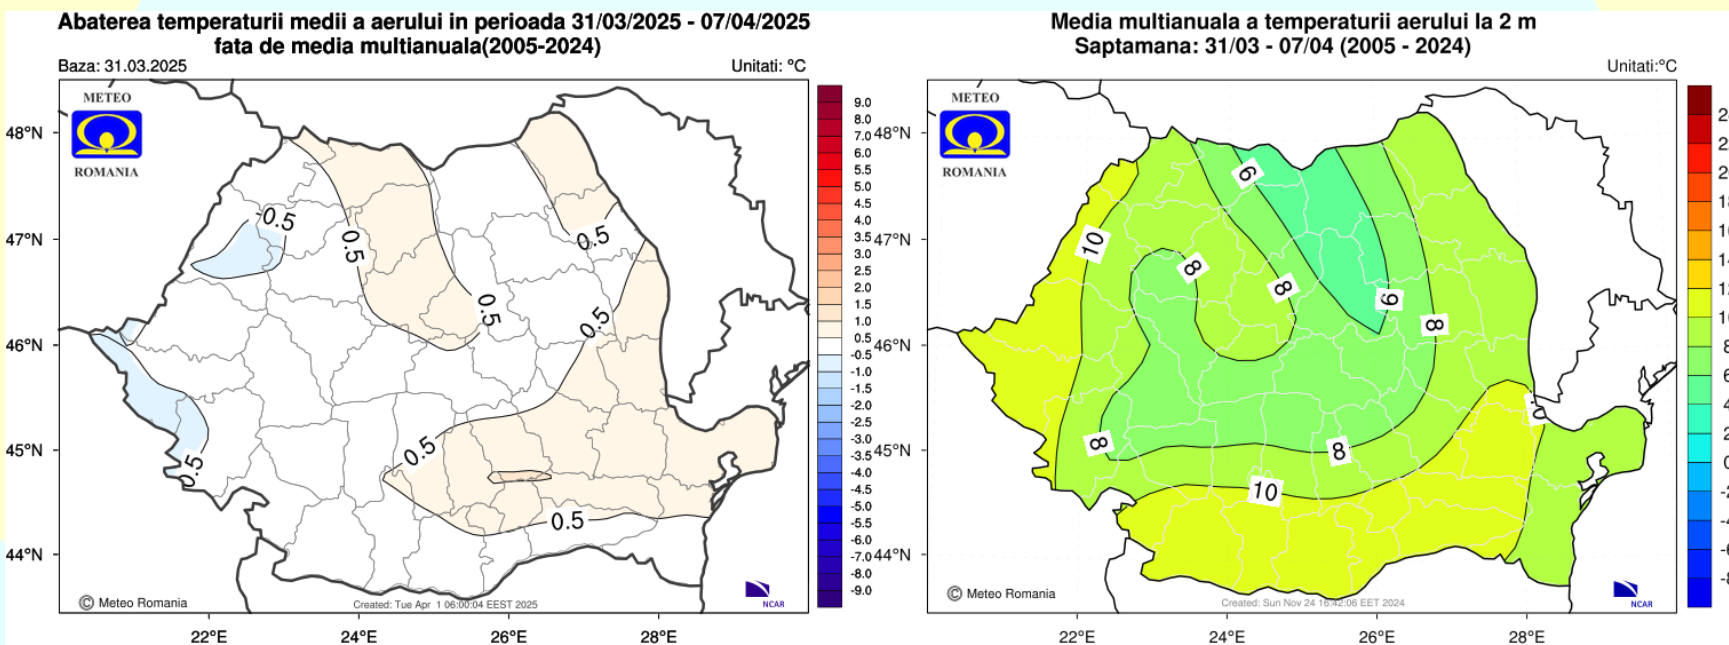 Abaterea temperaturii medii a aerului in perioada 31/03/2025 - 07/04/2025
fata de media multianuala(2005-2024)
Baza: 31.03.2025
Unitati: °C
METEO
ROMANIA
48°N
47°N
46°N
45°N
44°N
-0.5
0.5
0.5
0.5
0.5
0.5
0.5
0.5
9.0
8.0
7.0
6.0
5.0
4.5
4.0
3.5
3.0
2.5
2.0
1.5
1.0
0.5
-0.5
-1.0
-1.5
-2.0
-2.5
-3.0
-3.5
-4.0
-4.5
-5.0
-5.5
-6.0
-7.0
-8.0
-9.0
© Meteo Romania
Created: Tue Apr 1 06:00:04 EEST 2025
NCAR
22°E
24°E
26°E
28°E
Media multianuala a temperaturii aerului la 2 m
Saptamana: 31/03 - 07/04 (2005 - 2024)
Unitati:°C
METEO
ROMANIA
48°N
47°N
46°N
45°N
44°N
6
10
8
8
6
8
8
8
10
© Meteo Romania
Created: Sun Nov 24 16:42:06 EET 2024
NCAR
8
6
4
2
0
-2
22°E
24°E
26°E
28°E